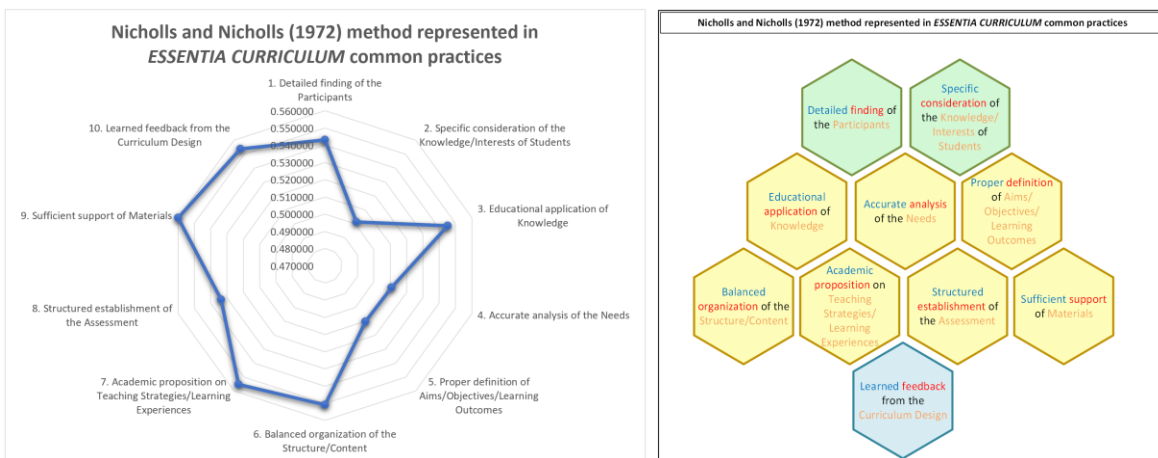 Nicholls and Nicholls (1972) method represented in
ESSENTIA CURRICULUM common practices
1. Detailed finding of the
Participants
0.560000
0.550000
0.540000
0.530000
0.520000
0.510000
0.500000
0.490000
0.480000
0.470000
2. Specific consideration of the
Knowledge/Interests of Students
3. Educational application of
Knowledge
4. Accurate analysis of the Needs
5. Proper definition of
Aims/Objectives/Learning
Outcomes
6. Balanced organization of the
Structure/Content
7. Academic proposition on
Teaching Strategies/Learning
Experiences
8. Structured establishment of
the Assessment
9. Sufficient support of Materials
10. Learned feedback from the
Curriculum Design
Nicholls and Nicholls (1972) method represented in ESSENTIA CURRICULUM common practices
Detailed finding of
the Participants
Specific
consideration of
the Knowledge/
Interests of
Students
Educational
application of
Knowledge
Accurate analysis
of the Needs
Proper definition
of Aims/
Objectives/
Learning
Outcomes
Balanced
organization of the
Structure/Content
Academic
proposition on
Teaching
Strategies/
Learning
Experiences
Structured
establishment of
the Assessment
Sufficient support
of Materials
Learned feedback
from the
Curriculum Design